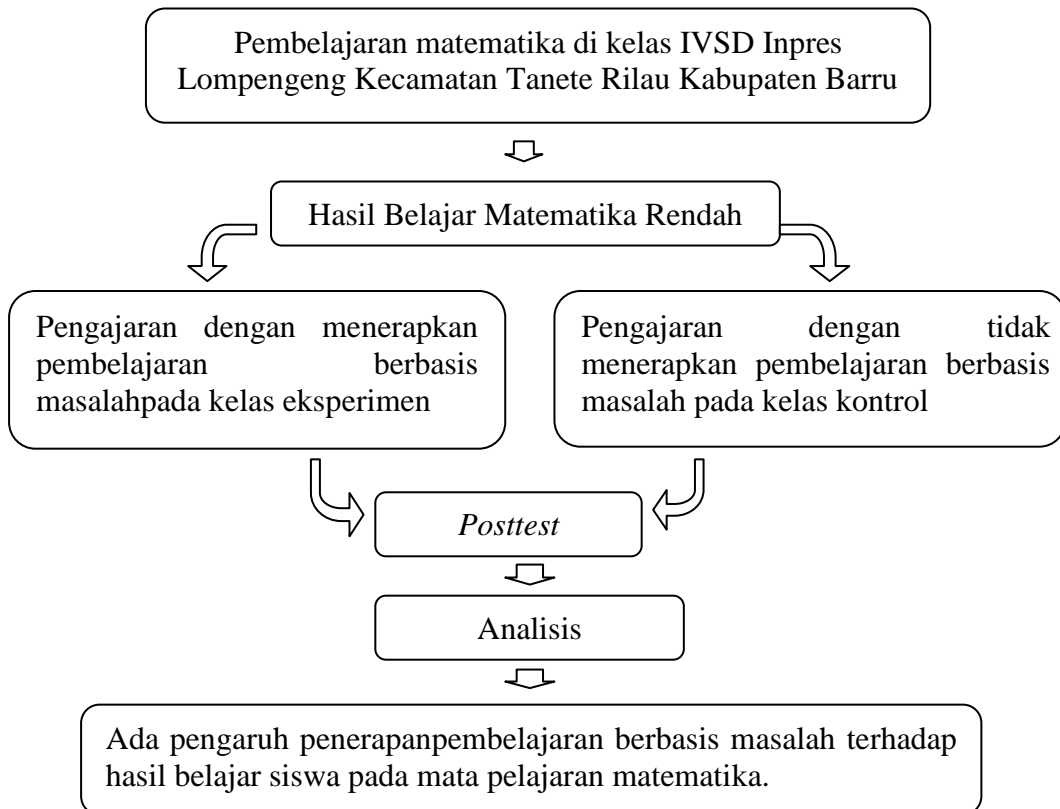 Pembelajaran matematika di kelas IVSD Inpres
Lompengeng Kecamatan Tanete Rilau Kabupaten Barru
Hasil Belajar Matematika Rendah
Pengajaran dengan menerapkan
pembelajaran berbasis
masalahpada kelas eksperimen
Pengajaran dengan tidak
menerapkan pembelajaran berbasis
masalah pada kelas kontrol
Posttest
Analisis
Ada pengaruh penerapanpembelajaran berbasis masalah terhadap
hasil belajar siswa pada mata pelajaran matematika.